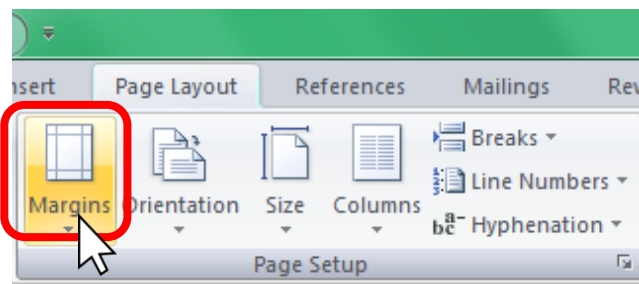 nsert Page Layout References Mailings Rev
Breaks
Line Numbers
Margins Orientation Size Columns
Hyphenation
Page Setup